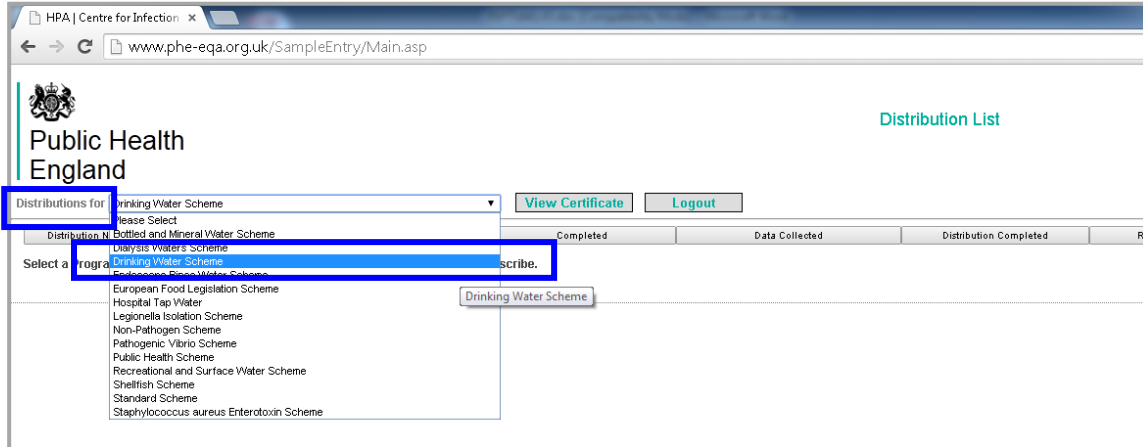 HPA | Centre for Infection
www.phe-eqa.org.uk/SampleEntry/Main.asp
Public Health
England
Distribution List
Distributions for Drinking Water Scheme View Certificate Logout
Please Select
Distribution N Completed Data Collected Distribution Completed R
Bottled and Mineral Water Scheme
Dialysis Waters Scheme
Drinking Water Scheme
Select a Progra scribe.
Endoscope Rinse Water Scheme
European Food Legislation Scheme
Drinking Water Scheme
Hospital Tap Water
Legionella Isolation Scheme
Non-Pathogen Scheme
Pathogenic Vibrio Scheme
Public Health Scheme
Recreational and Surface Water Scheme
Shellfish Scheme
Standard Scheme
Staphylococcus aureus Enterotoxin Scheme